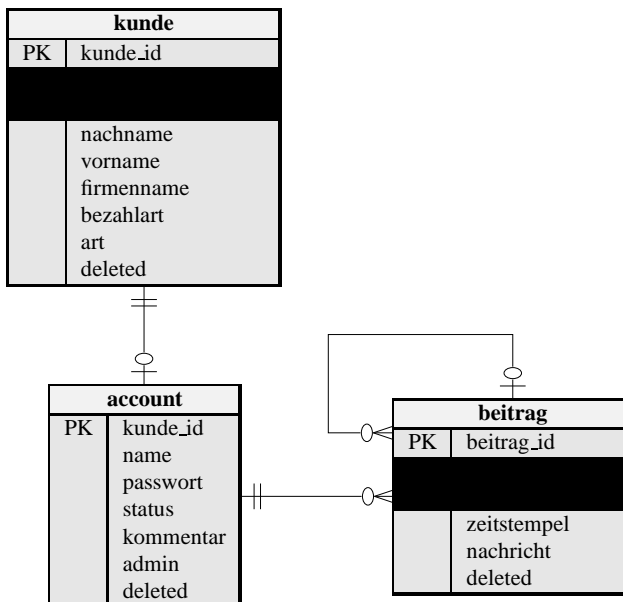 kunde
PK kunde_id
nachname
vorname
firmenname
bezahlart
art
deleted
account
PK kunde_id
name
passwort
status
kommentar
admin
deleted
beitrag
PK beitrag_id
zeitstempel
nachricht
deleted